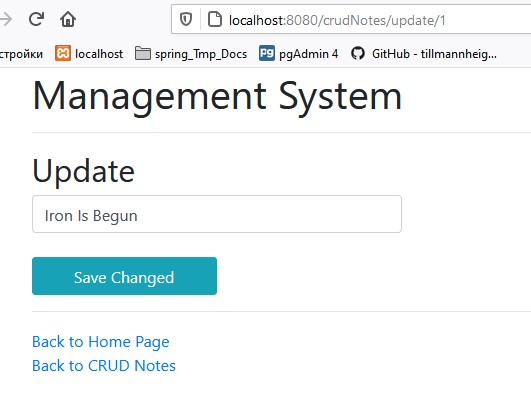 localhost:8080/crudNotes/update/1
стройки localhost spring_Tmp_Docs Pg pgAdmin 4 GitHub - tillmannheig...
Management System
Update
Iron Is Begun
Save Changed
Back to Home Page
Back to CRUD Notes